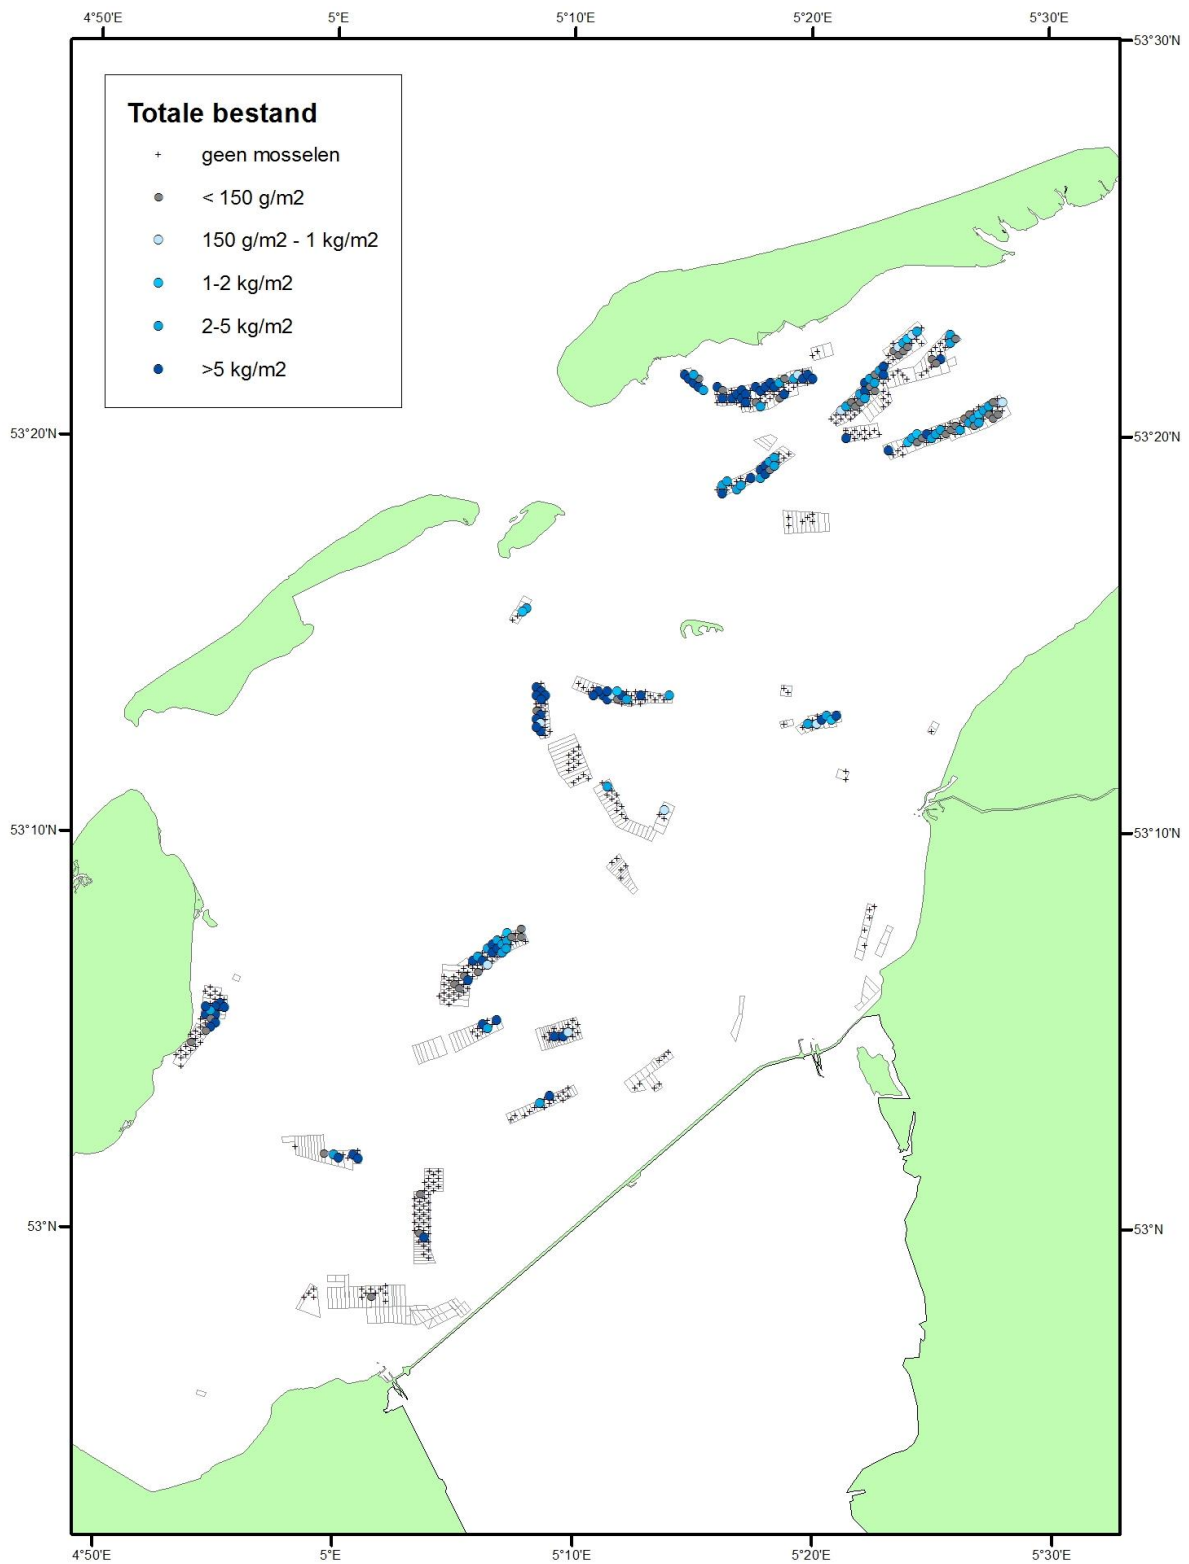 4°50'E 5°E 5°10'E 5°20'E 5°30'E
53°30'N
Totale bestand
geen mosselen
< 150 g/m2
150 g/m2 - 1 kg/m2
1-2 kg/m2
2-5 kg/m2
>5 kg/m2
53°20'N 53°20'N
53°10'N 53°10'N
53°N 53°N
4°50'E 5°E 5°10'E 5°20'E 5°30'E